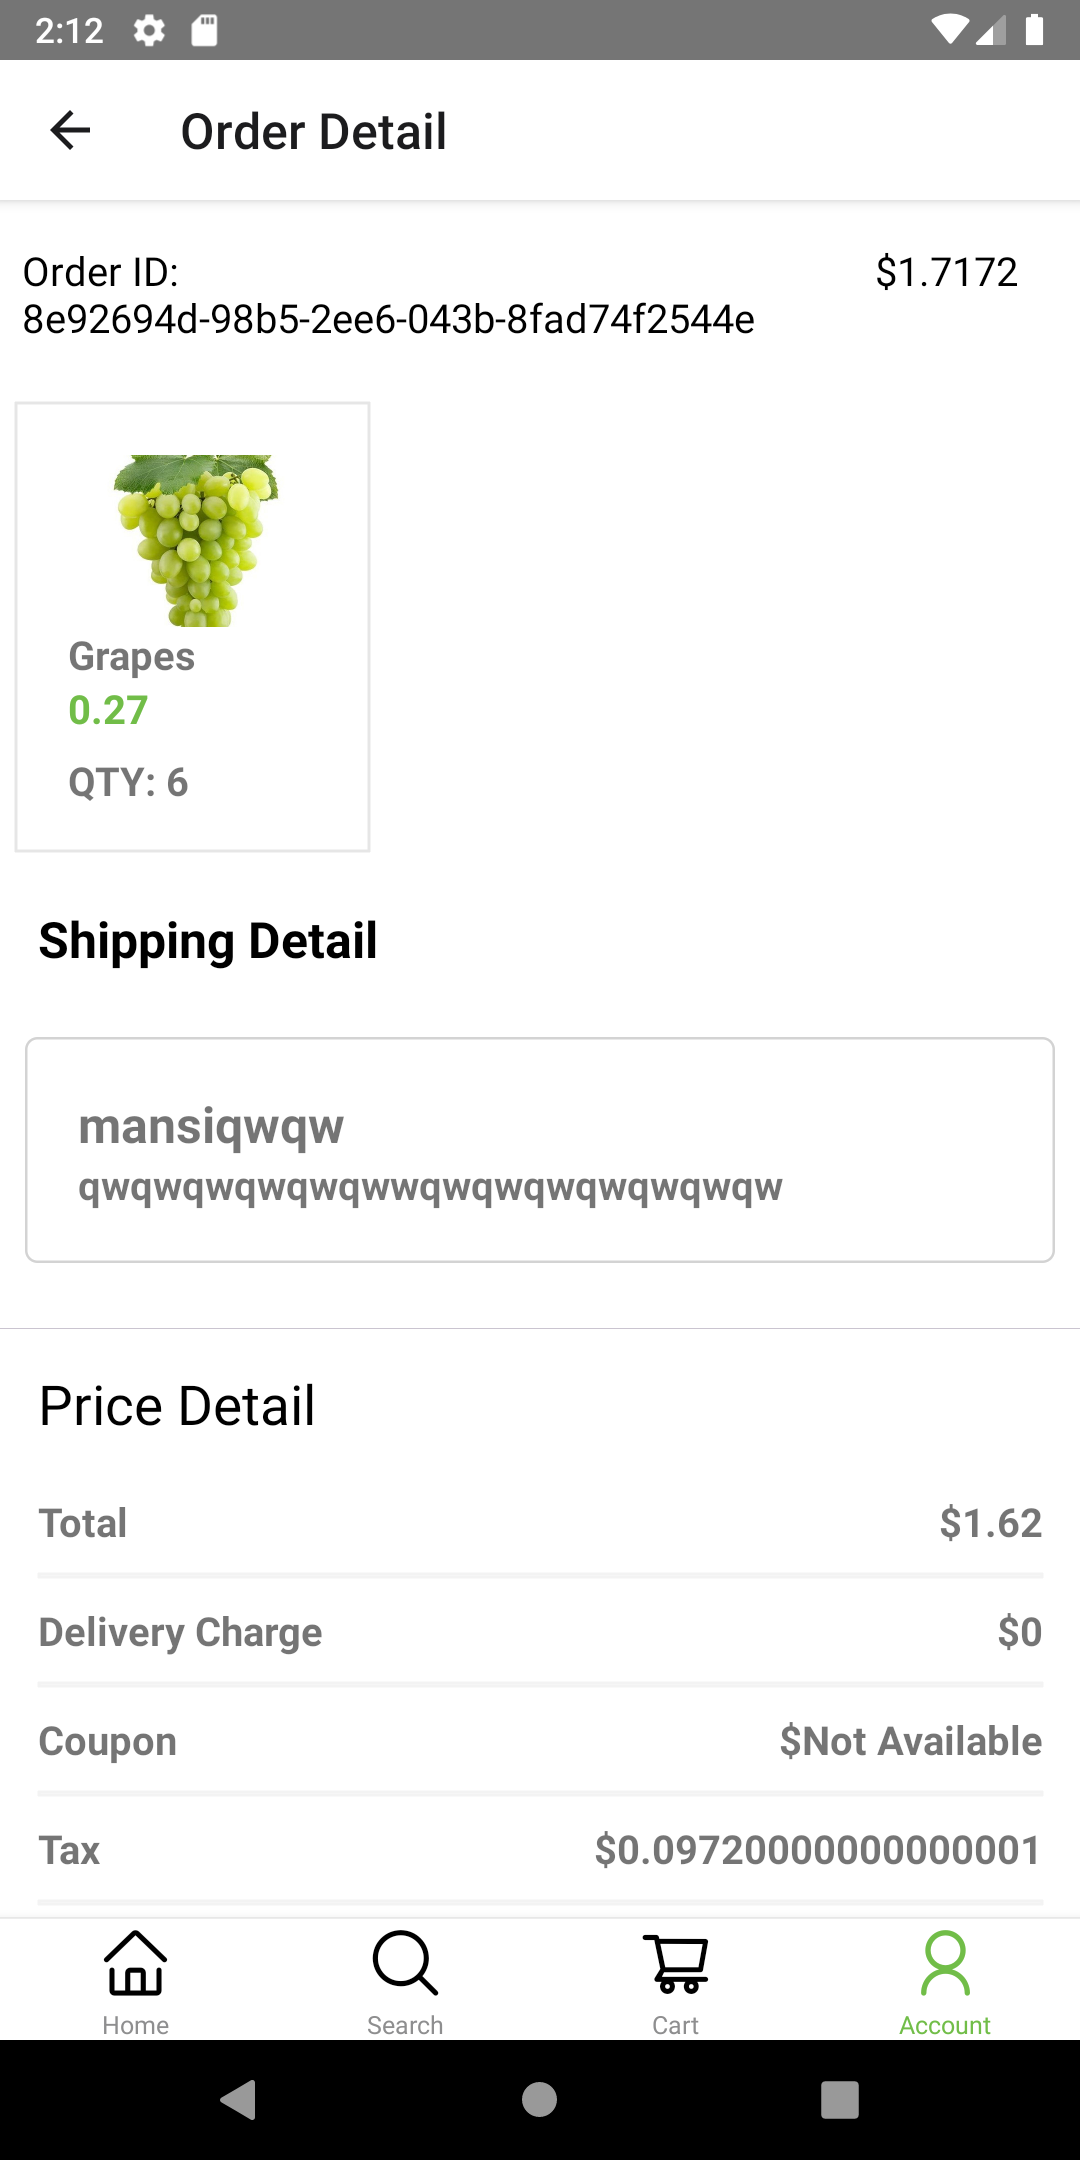 2:12
Order Detail
Order ID:
$1.7172
8e92694d-98b5-2ee6-043b-8fad74f2544e
Grapes
0.27
QTY: 6
Shipping Detail
mansiqwqw
qwqwqwqwqwqwwqwqwqwqwqwqwqw
Price Detail
Total $1.62
Delivery Charge $0
Coupon $Not Available
Tax $0.09720000000000001
Home Search Cart Account